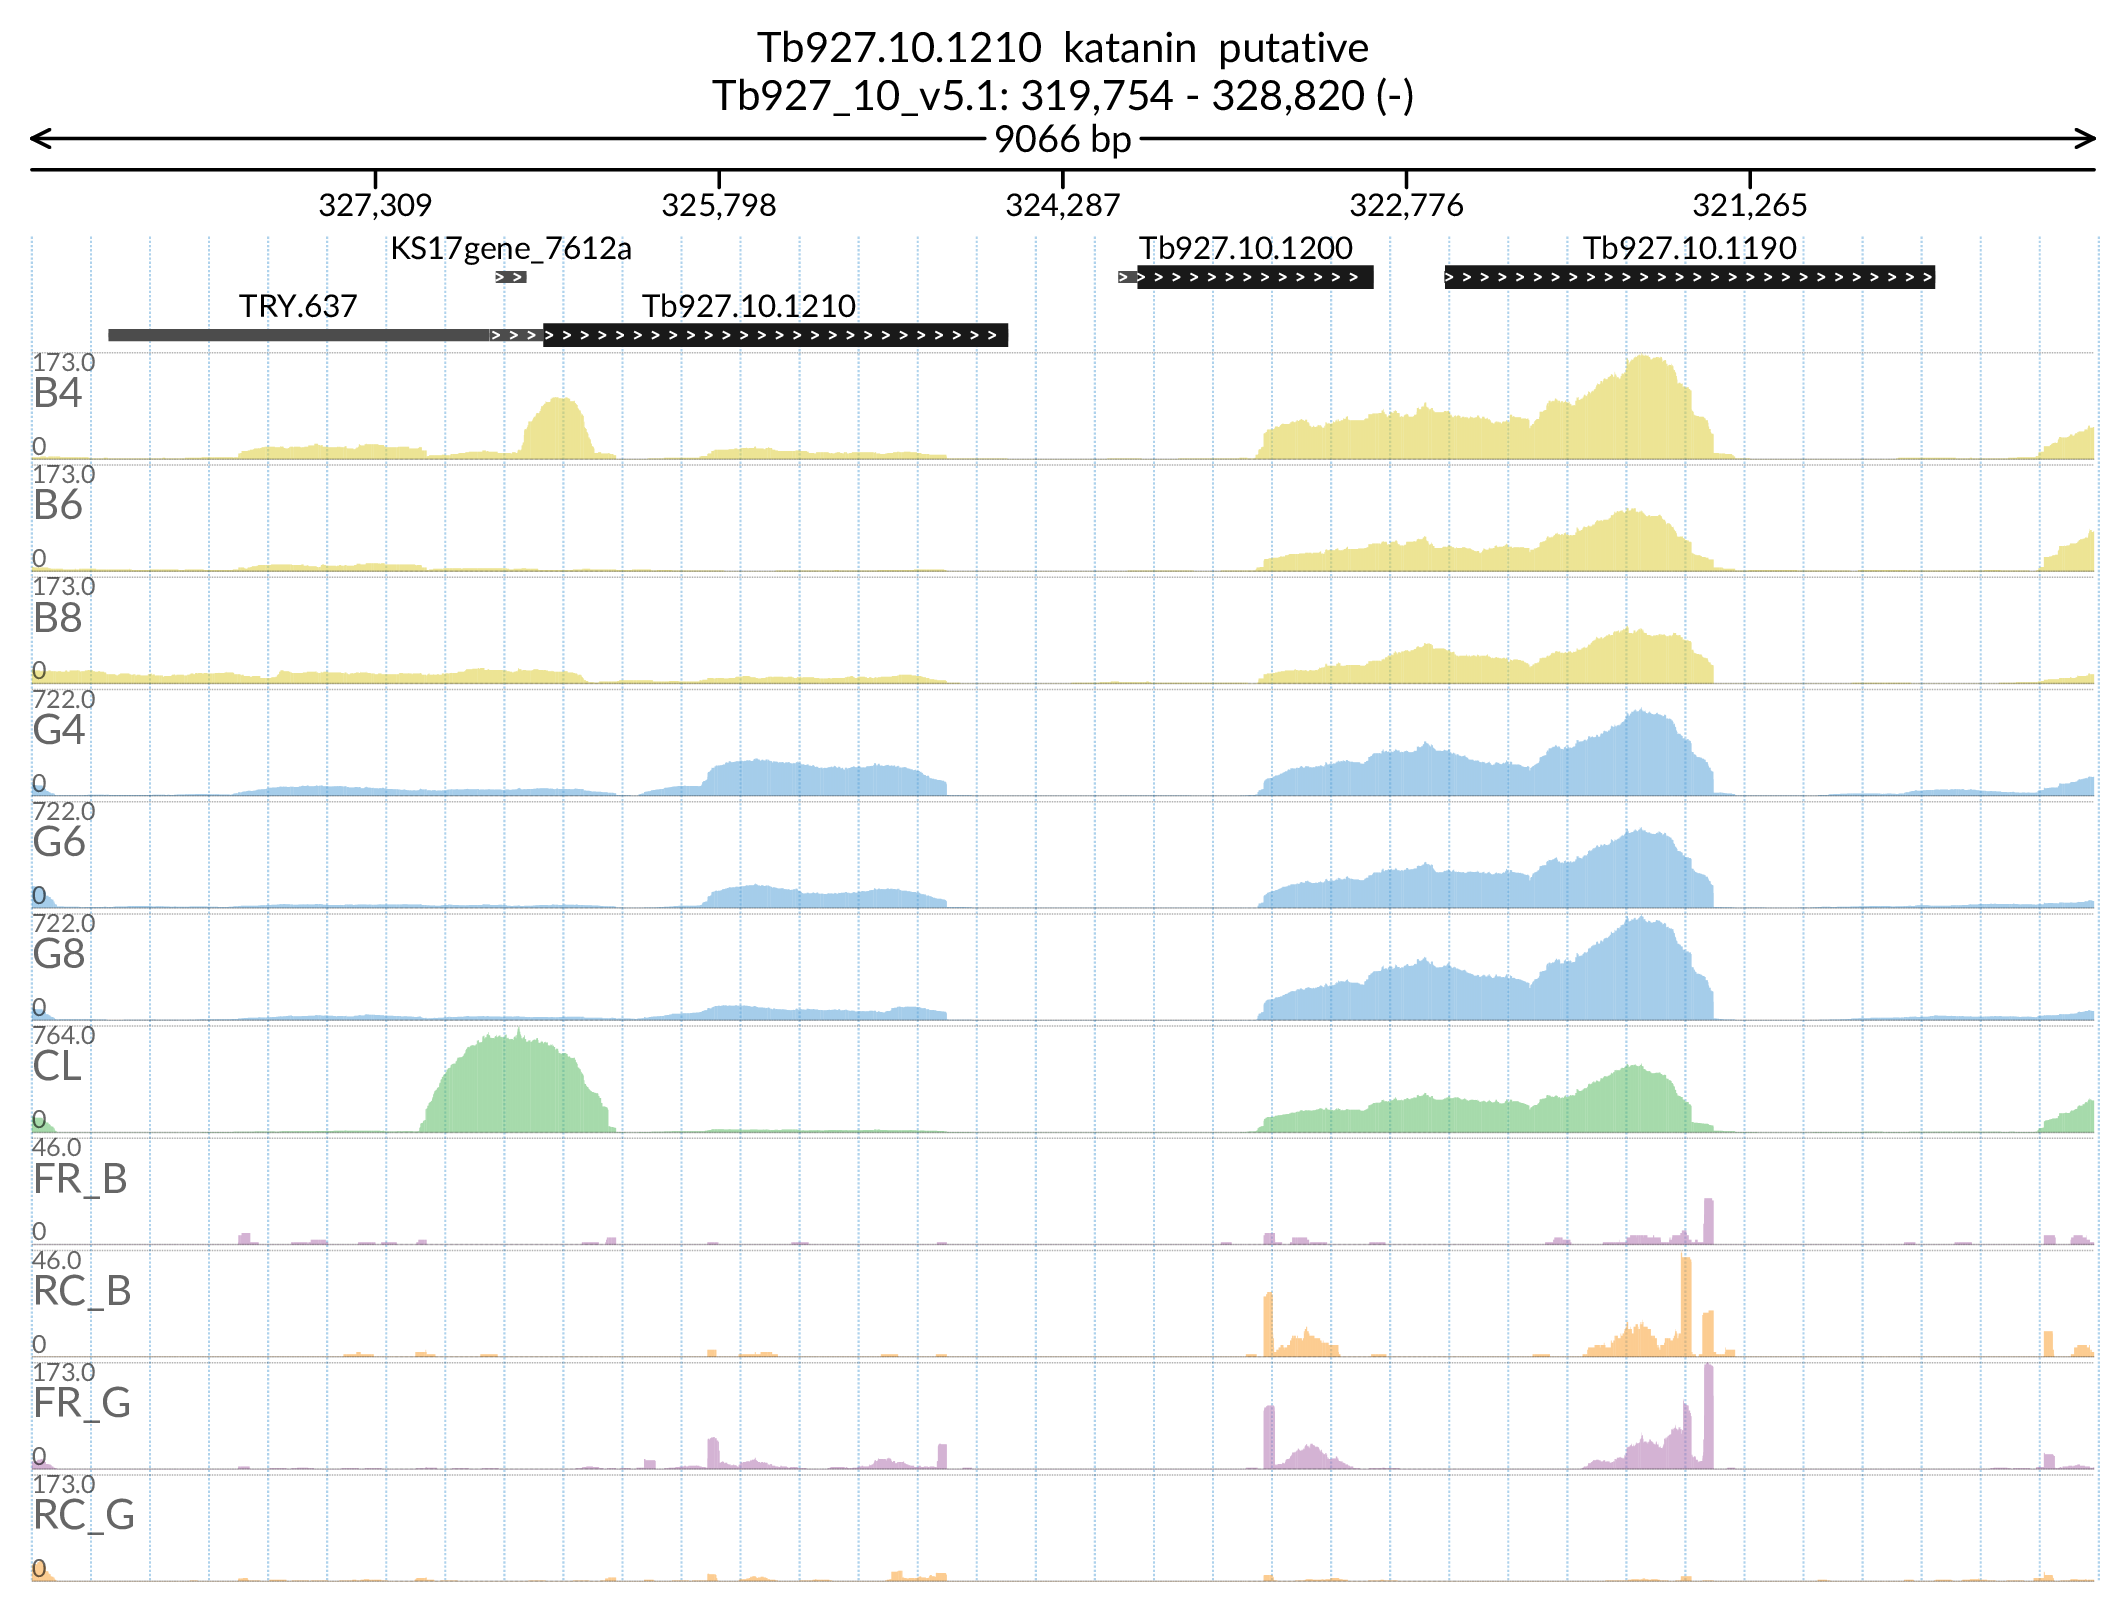 Tb927.10.1210 katanin putative
Tb927_10_v5.1: 319,754 - 328,820 (-)
9066 bp
327,309 325,798 324,287 322,776 321,265
KS17gene_7612a Tb927.10.1200 Tb927.10.1190
TRY.637 Tb927.10.1210
173.0
B4
0
173.0
B6
0
173.0
B8
0
722.0
G4
0
722.0
G6
0
722.0
G8
0
764.0
CL
0
46.0
FR_B
0
46.0
RC_B
0
173.0
FR_G
0
173.0
RC_G
0